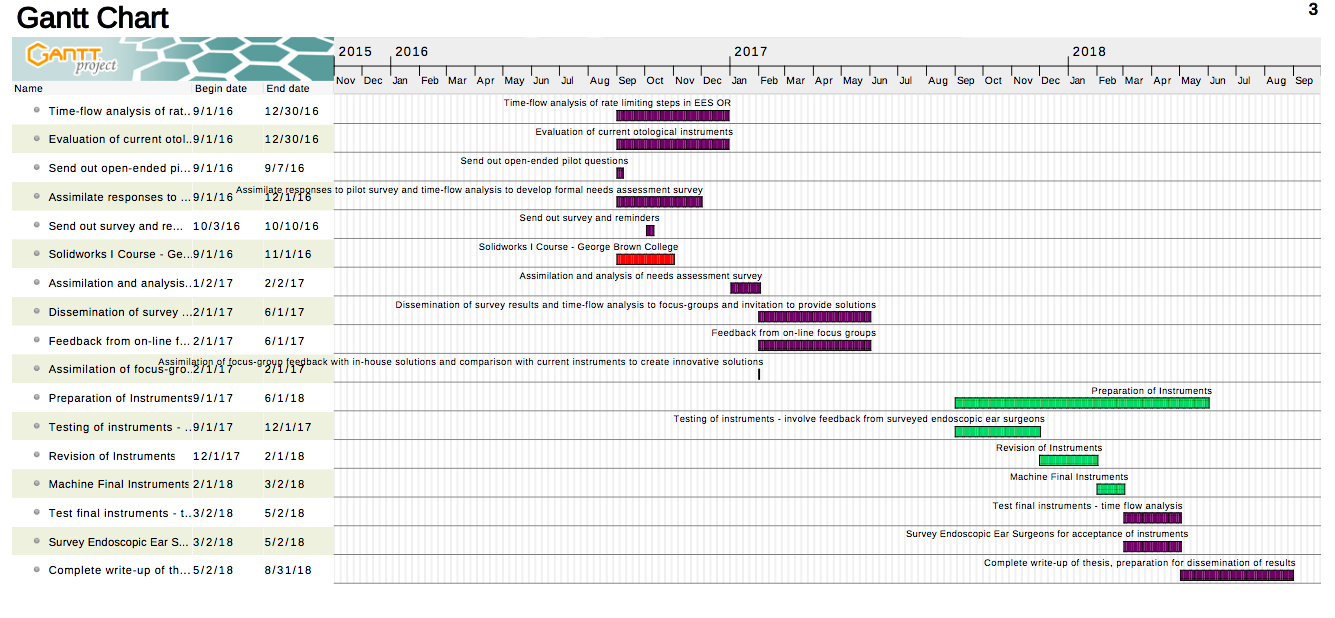 Gantt Chart
3
GANTT
project
2015 2016 2017 2018
Name Begin date End date
Nov Dec Jan Feb Mar Apr May Jun Jul Aug Sep Oct Nov Dec Jan Feb Mar Apr May Jun Jul Aug Sep Oct Nov Dec Jan Feb Mar Apr May Jun Jul Aug Sep
Time-flow analysis of rate limiting steps in EES OR
Time-flow analysis of rat.. 9/1/16 12/30/16
Evaluation of current otological instruments
Evaluation of current otol.. 9/1/16 12/30/16
Send out open-ended pilot questions
Send out open-ended pi... 9/1/16 9/7/16
Assimilate responses to pilot survey and time-flow analysis to develop formal needs assessment survey
Assimilate responses to ... 9/1/16 12/1/16
Send out survey and reminders
Send out survey and re... 10/3/16 10/10/16
Solidworks I Course - George Brown College
Solidworks I Course - Ge... 9/1/16 11/1/16
Assimilation and analysis of needs assessment survey
Assimilation and analysis.. 1/2/17 2/2/17
Dissemination of survey results and time-flow analysis to focus-groups and invitation to provide solutions
Dissemination of survey ... 2/1/17 6/1/17
Feedback from on-line focus groups
Feedback from on-line f... 2/1/17 6/1/17
Assimilation of focus-group feedback with in-house solutions and comparison with current instruments to create innovative solutions
Assimilation of focus-gro.. 2/1/17 2/1/17
Preparation of Instruments
Preparation of Instruments 9/1/17 6/1/18
Testing of instruments - involve feedback from surveyed endoscopic ear surgeons
Testing of instruments - .. 9/1/17 12/1/17
Revision of Instruments
Revision of Instruments 12/1/17 2/1/18
Machine Final Instruments
Machine Final Instruments 2/1/18 3/2/18
Test final instruments - time flow analysis
Test final instruments - t.. 3/2/18 5/2/18
Survey Endoscopic Ear Surgeons for acceptance of instruments
Survey Endoscopic Ear S... 3/2/18 5/2/18
Complete write-up of thesis, preparation for dissemination of results
Complete write-up of th... 5/2/18 8/31/18